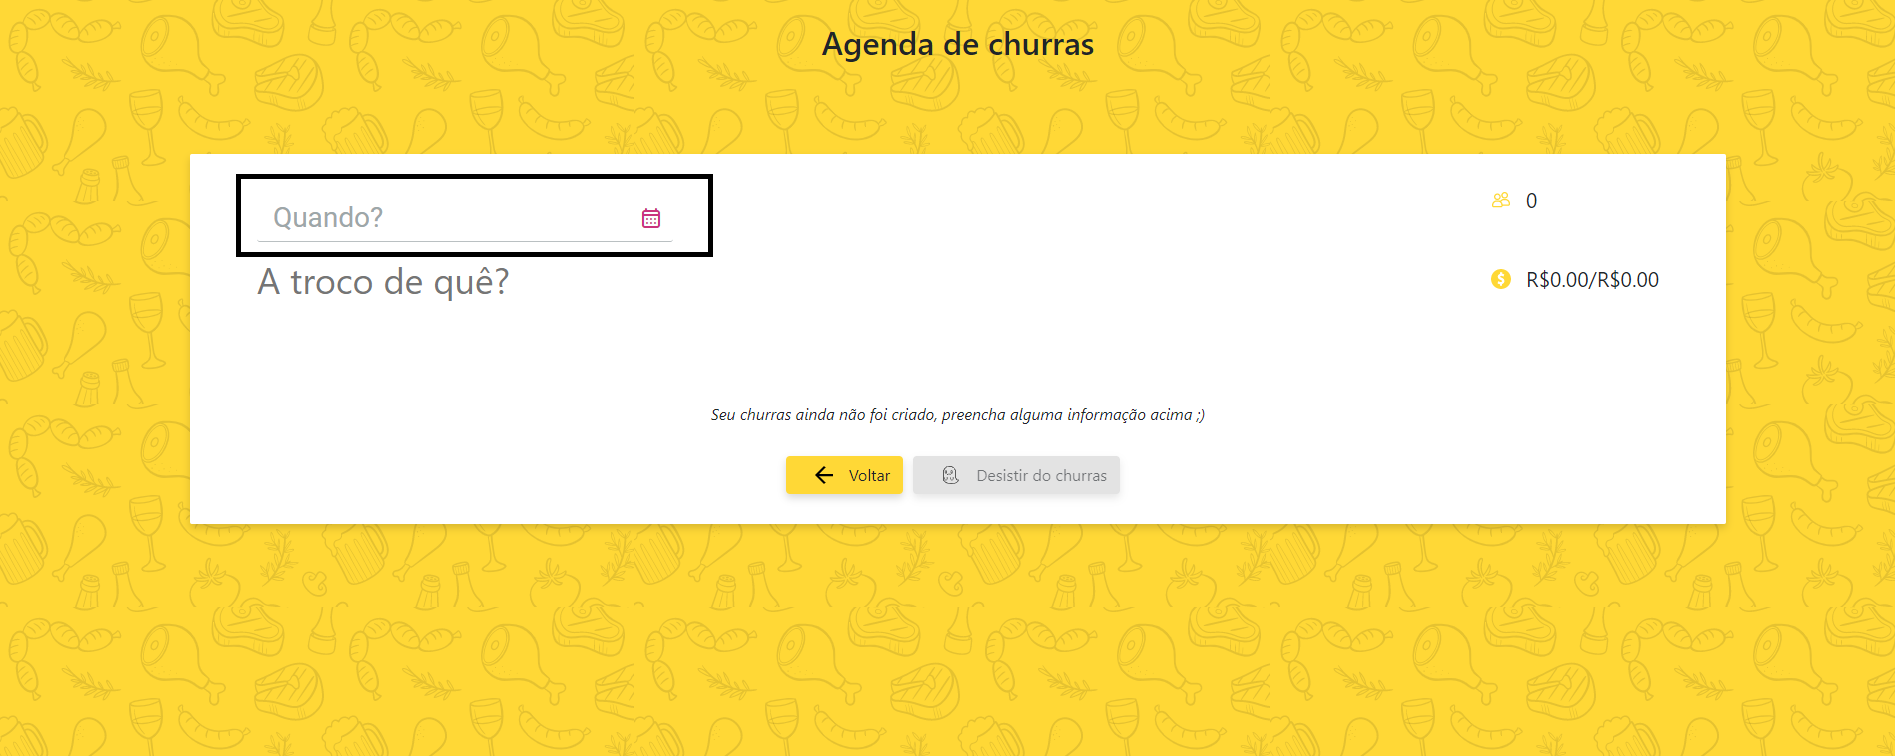 Agenda de churras
Quando?
0
A troco de quê?
R$0.00/R$0.00
Seu churras ainda não foi criado, preencha alguma informação acima ;)
Voltar
Desistir do churras